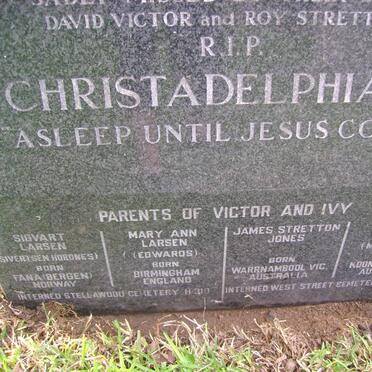 DAVID VICTOR and ROY STRETT
R.I.P.
CHRISTADELPHIA
"ASLEEP UNTIL JESUS CO
PARENTS OF VICTOR AND IVY
SIGVART
LARSEN
SIVERTSEN HORDNES)
BORN
FANA (BERGEN)
NORWAY
MARY ANN
LARSEN
(EDWARDS)
BORN
BIRMINGHAM
ENGLAND
INTERNED STELLAWOOD CEMETERY
JAMES STRETTON
JONES
BORN
WARRNAMBOOL VIC.
AUSTRALIA
INTERNED WEST STREET CEMETE